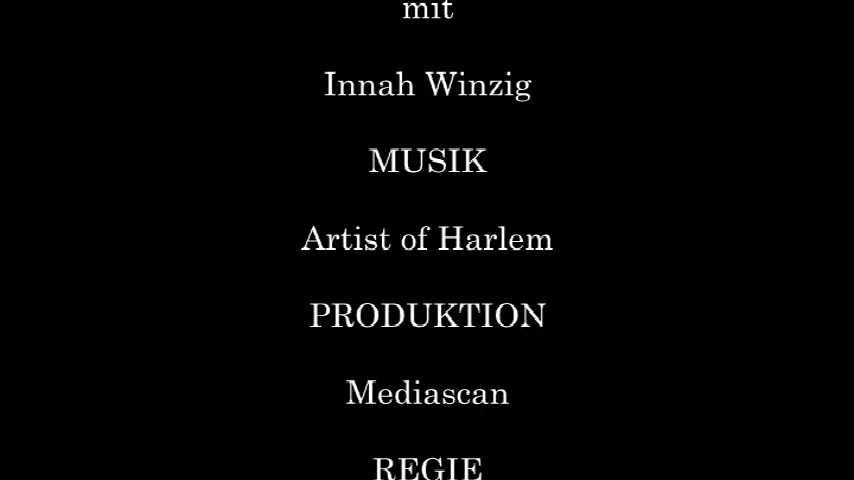 mit
Innah Winzig
MUSIK
Artist of Harlem
PRODUKTION
Mediascan
REGIE